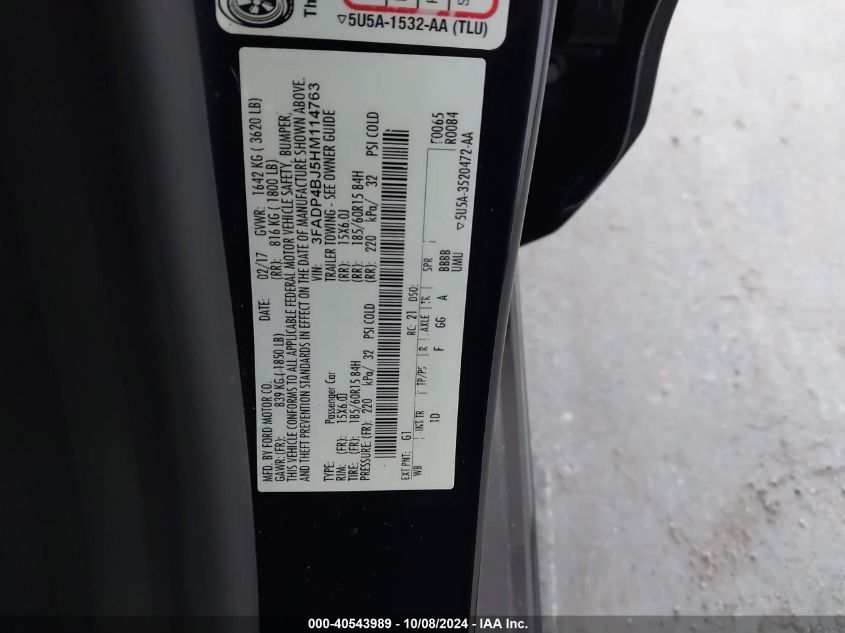 The
▽5U5A-1532-AA (TLU)
MFD. BY FORD MOTOR CO.
DATE: 02/17 GVWR: 1642 KG ( 3620 LB)
GAWR: (FR): 839 KG ( 1850 LB) (RR): 816 KG ( 1800 LB)
THIS VEHICLE CONFORMS TO ALL APPLICABLE FEDERAL MOTOR VEHICLE SAFETY, BUMPER,
AND THEFT PREVENTION STANDARDS IN EFFECT ON THE DATE OF MANUFACTURE SHOWN ABOVE.
VIN: 3FADP4BJ5HM114763
TYPE: Passenger Car TRAILER TOWING - SEE OWNER GUIDE
RIM: (FR): 15X6.0J (RR): 15X6.0J
TIRE: (FR): 185/60R15 84H (RR): 185/60R15 84H
PRESSURE (FR): 220 kPa/ 32 PSI COLD (RR): 220 kPa/ 32 PSI COLD
EXT PNT: G1 RC: 21 DSO: F0065
R0084
WB INT TR TP/PS R AXLE TR SPR
1D F GG A BBBB
UMU
▽5U5A-3520472-AA
000-40543989 - 10/08/2024 - IAA Inc.